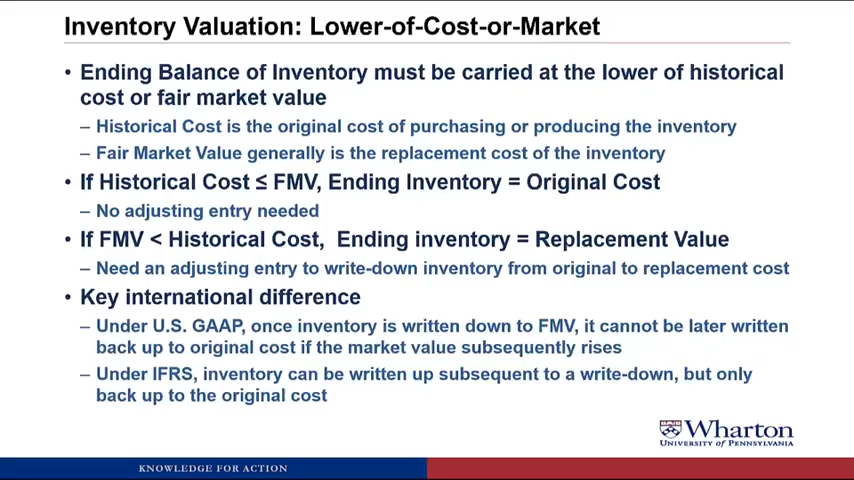 Inventory Valuation: Lower-of-Cost-or-Market
• Ending Balance of Inventory must be carried at the lower of historical
cost or fair market value
– Historical Cost is the original cost of purchasing or producing the inventory
– Fair Market Value generally is the replacement cost of the inventory
• If Historical Cost ≤ FMV, Ending Inventory = Original Cost
– No adjusting entry needed
• If FMV < Historical Cost, Ending inventory = Replacement Value
– Need an adjusting entry to write-down inventory from original to replacement cost
• Key international difference
– Under U.S. GAAP, once inventory is written down to FMV, it cannot be later written
back up to original cost if the market value subsequently rises
– Under IFRS, inventory can be written up subsequent to a write-down, but only
back up to the original cost
Wharton
UNIVERSITY of PENNSYLVANIA
KNOWLEDGE FOR ACTION